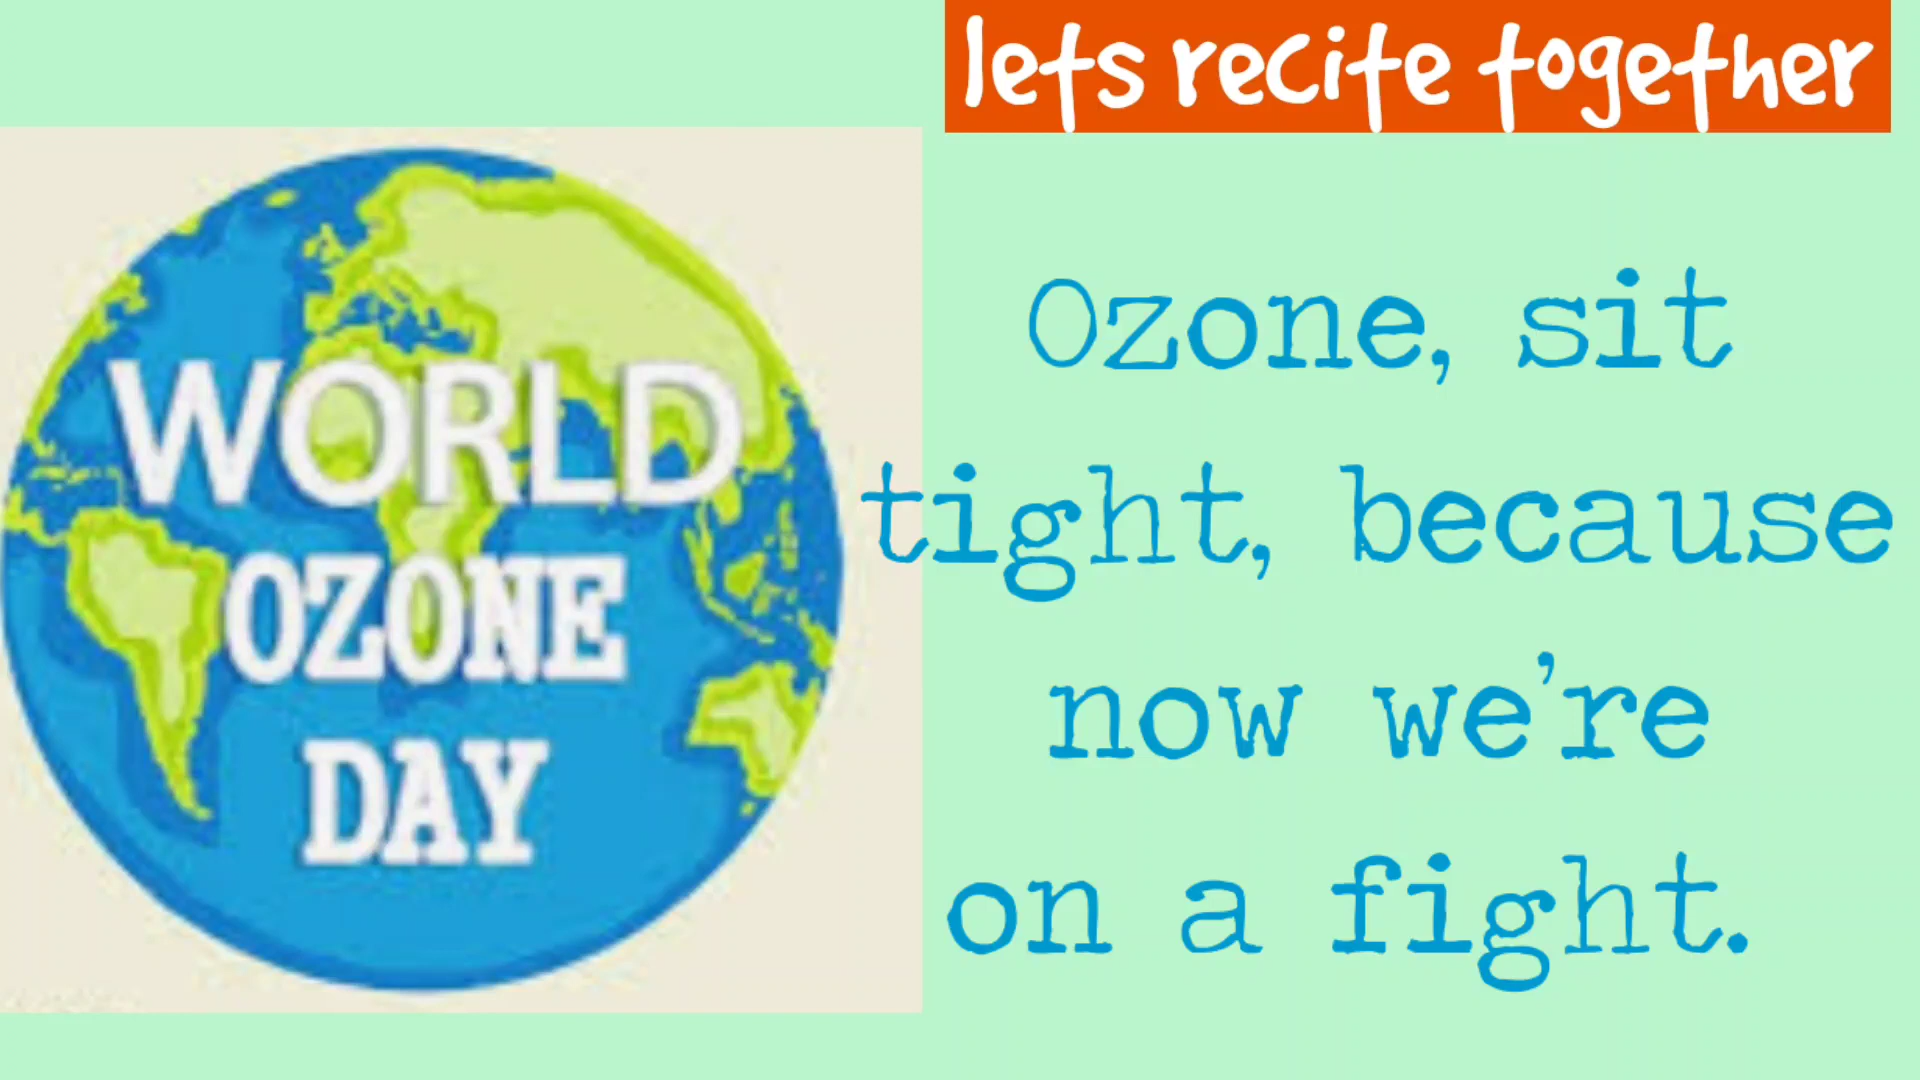 lets recite together
WORLD
OZONE
DAY
Ozone, sit
tight, because
now we're
on a fight.